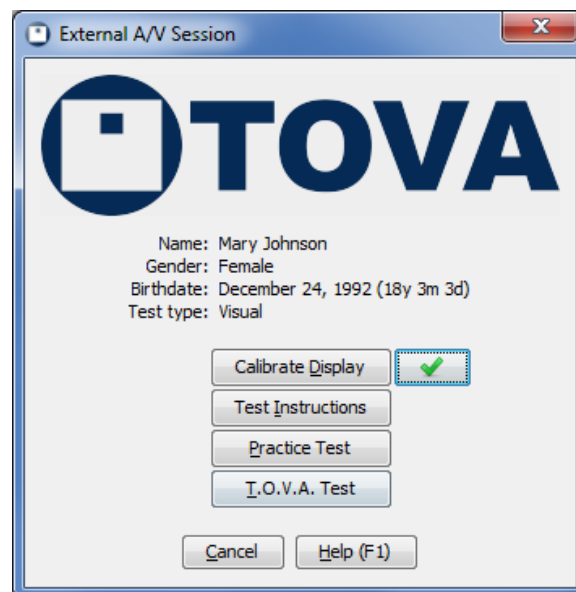 External A/V Session
TOVA
Name: Mary Johnson
Gender: Female
Birthdate: December 24, 1992 (18y 3m 3d)
Test type: Visual
Calibrate Display
Test Instructions
Practice Test
T.O.V.A. Test
Cancel Help (F1)